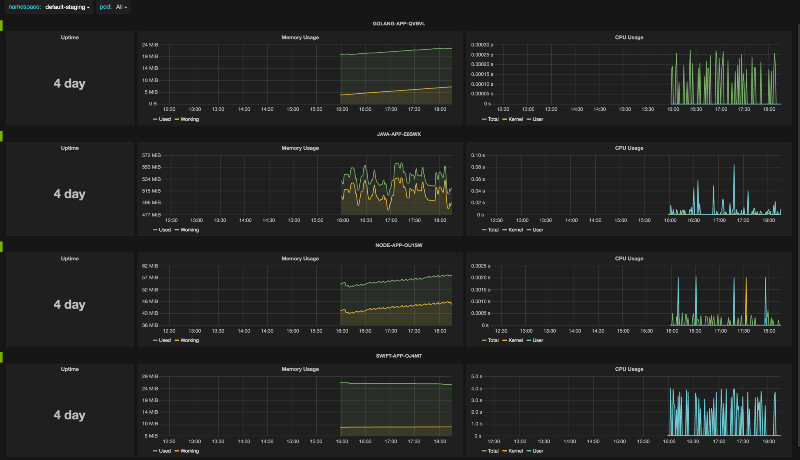 namespace: default-staging pod: All
GOLANG-APP-QVBVL
Uptime Memory Usage CPU Usage
4 day
24 MiB
19 MiB
14 MiB
10 MiB
5 MiB
0 B
12:30 13:00 13:30 14:00 14:30 15:00 15:30 16:00 16:30 17:00 17:30 18:00
Used Working
0.00030 s
0.00025 s
0.00020 s
0.00015 s
0.00010 s
0.00005 s
0 s
12:30 13:00 13:30 14:00 14:30 15:00 15:30 16:00 16:30 17:00 17:30 18:00
Total Kernel User
Uptime Memory Usage CPU Usage
4 day
572 MiB
553 MiB
534 MiB
515 MiB
496 MiB
477 MiB
12:30 13:00 13:30 14:00 14:30 15:00 15:30 16:00 16:30 17:00 17:30 18:00
Used Working
0.10 s
0.08 s
0.06 s
0.04 s
0.02 s
0 s
12:30 13:00 13:30 14:00 14:30 15:00 15:30 16:00 16:30 17:00 17:30 18:00
Total Kernel User
Uptime Memory Usage CPU Usage
4 day
62 MiB
57 MiB
52 MiB
48 MiB
43 MiB
38 MiB
12:30 13:00 13:30 14:00 14:30 15:00 15:30 16:00 16:30 17:00 17:30 18:00
Used Working
0.0025 s
0.0020 s
0.0015 s
0.0010 s
0.0005 s
0 s
12:30 13:00 13:30 14:00 14:30 15:00 15:30 16:00 16:30 17:00 17:30 18:00
Total Kernel User
SWIFT-APP-OJ4M7
Uptime Memory Usage CPU Usage
4 day
29 MiB
24 MiB
19 MiB
14 MiB
10 MiB
5 MiB
12:30 13:00 13:30 14:00 14:30 15:00 15:30 16:00 16:30 17:00 17:30 18:00
Used Working
5.0 s
4.0 s
3.0 s
2.0 s
1.0 s
0 s
12:30 13:00 13:30 14:00 14:30 15:00 15:30 16:00 16:30 17:00 17:30 18:00
Total Kernel User